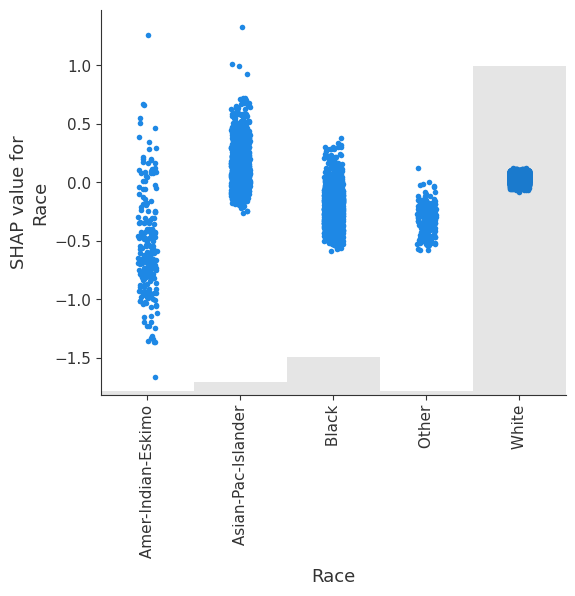 SHAP value for
Race
1.0
0.5
0.0
−0.5
−1.0
−1.5
Amer-Indian-Eskimo
Asian-Pac-Islander
Black
Other
White
Race